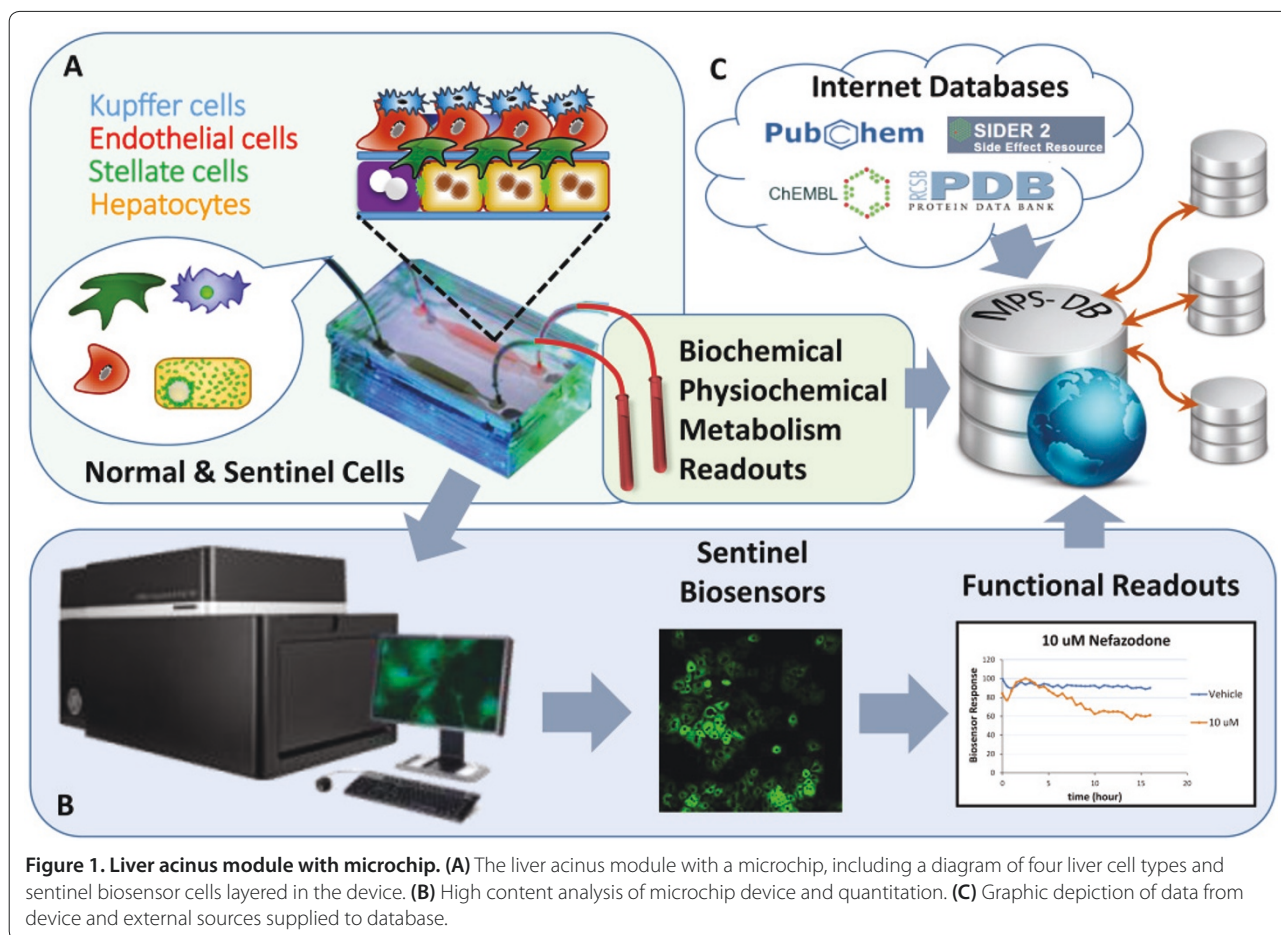 A
Kupffer cells
Endothelial cells
Stellate cells
Hepatocytes
Normal & Sentinel Cells
Biochemical
Physiochemical
Metabolism
Readouts
C
Internet Databases
PubChem
SIDER 2
Side Effect Resource
ChEMBL
RCSB
PDB
PROTEIN DATA BANK
MPS-DB
B
Sentinel
Biosensors
Functional Readouts
10 uM Nefazodone
Biosensor Response
120
100
80
60
40
20
0
0 5 10 15 20
time (hour)
Vehicle
10 uM
Figure 1. Liver acinus module with microchip. (A) The liver acinus module with a microchip, including a diagram of four liver cell types and
sentinel biosensor cells layered in the device. (B) High content analysis of microchip device and quantitation. (C) Graphic depiction of data from
device and external sources supplied to database.